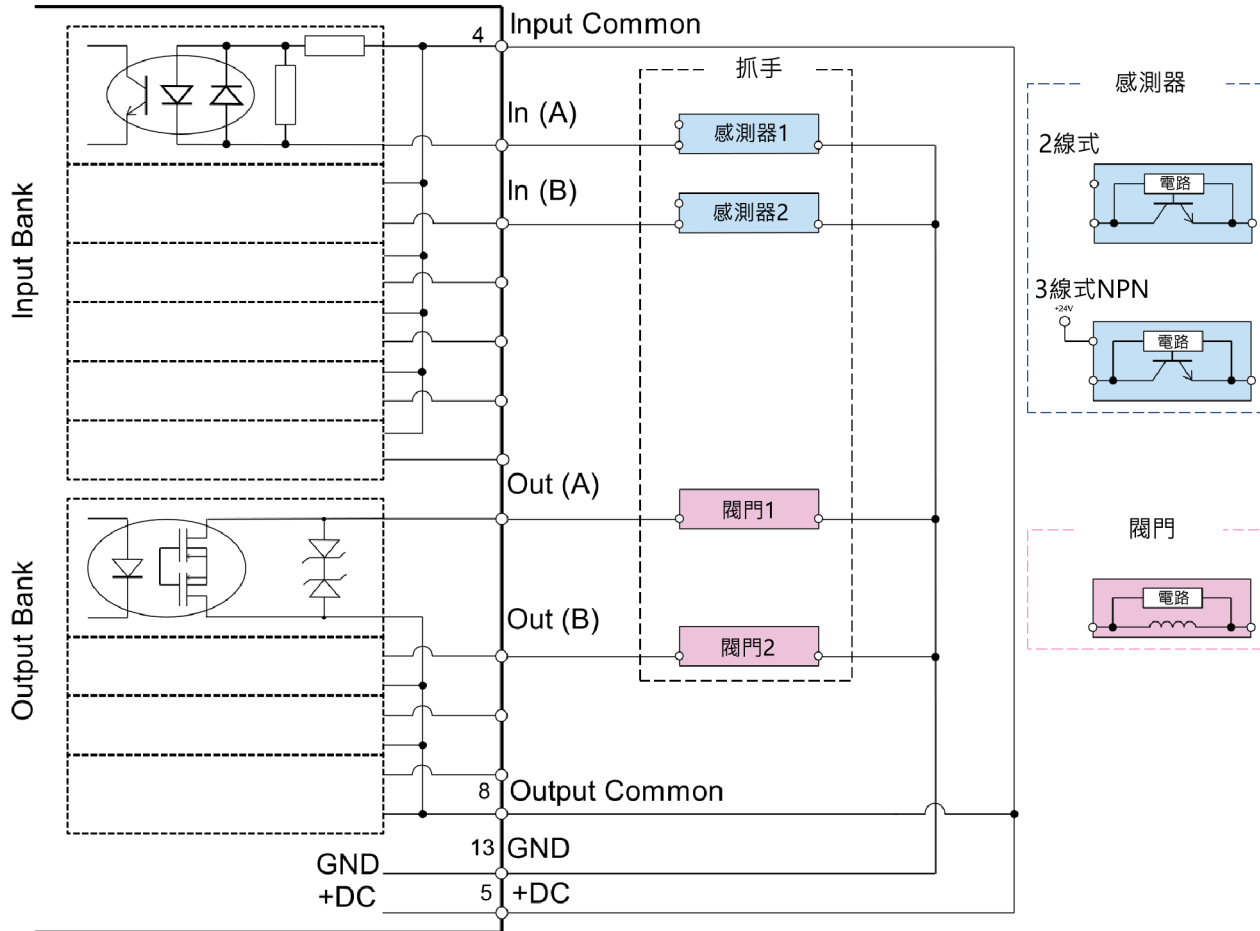 4
Input Common
抓手
感測器
In (A)
感測器1
2線式
電路
In (B)
感測器2
Input Bank
3線式NPN
+24V
電路
Out (A)
閥門1
閥門
電路
Out (B)
閥門2
Output Bank
8
Output Common
13
GND
GND
+DC
5
+DC